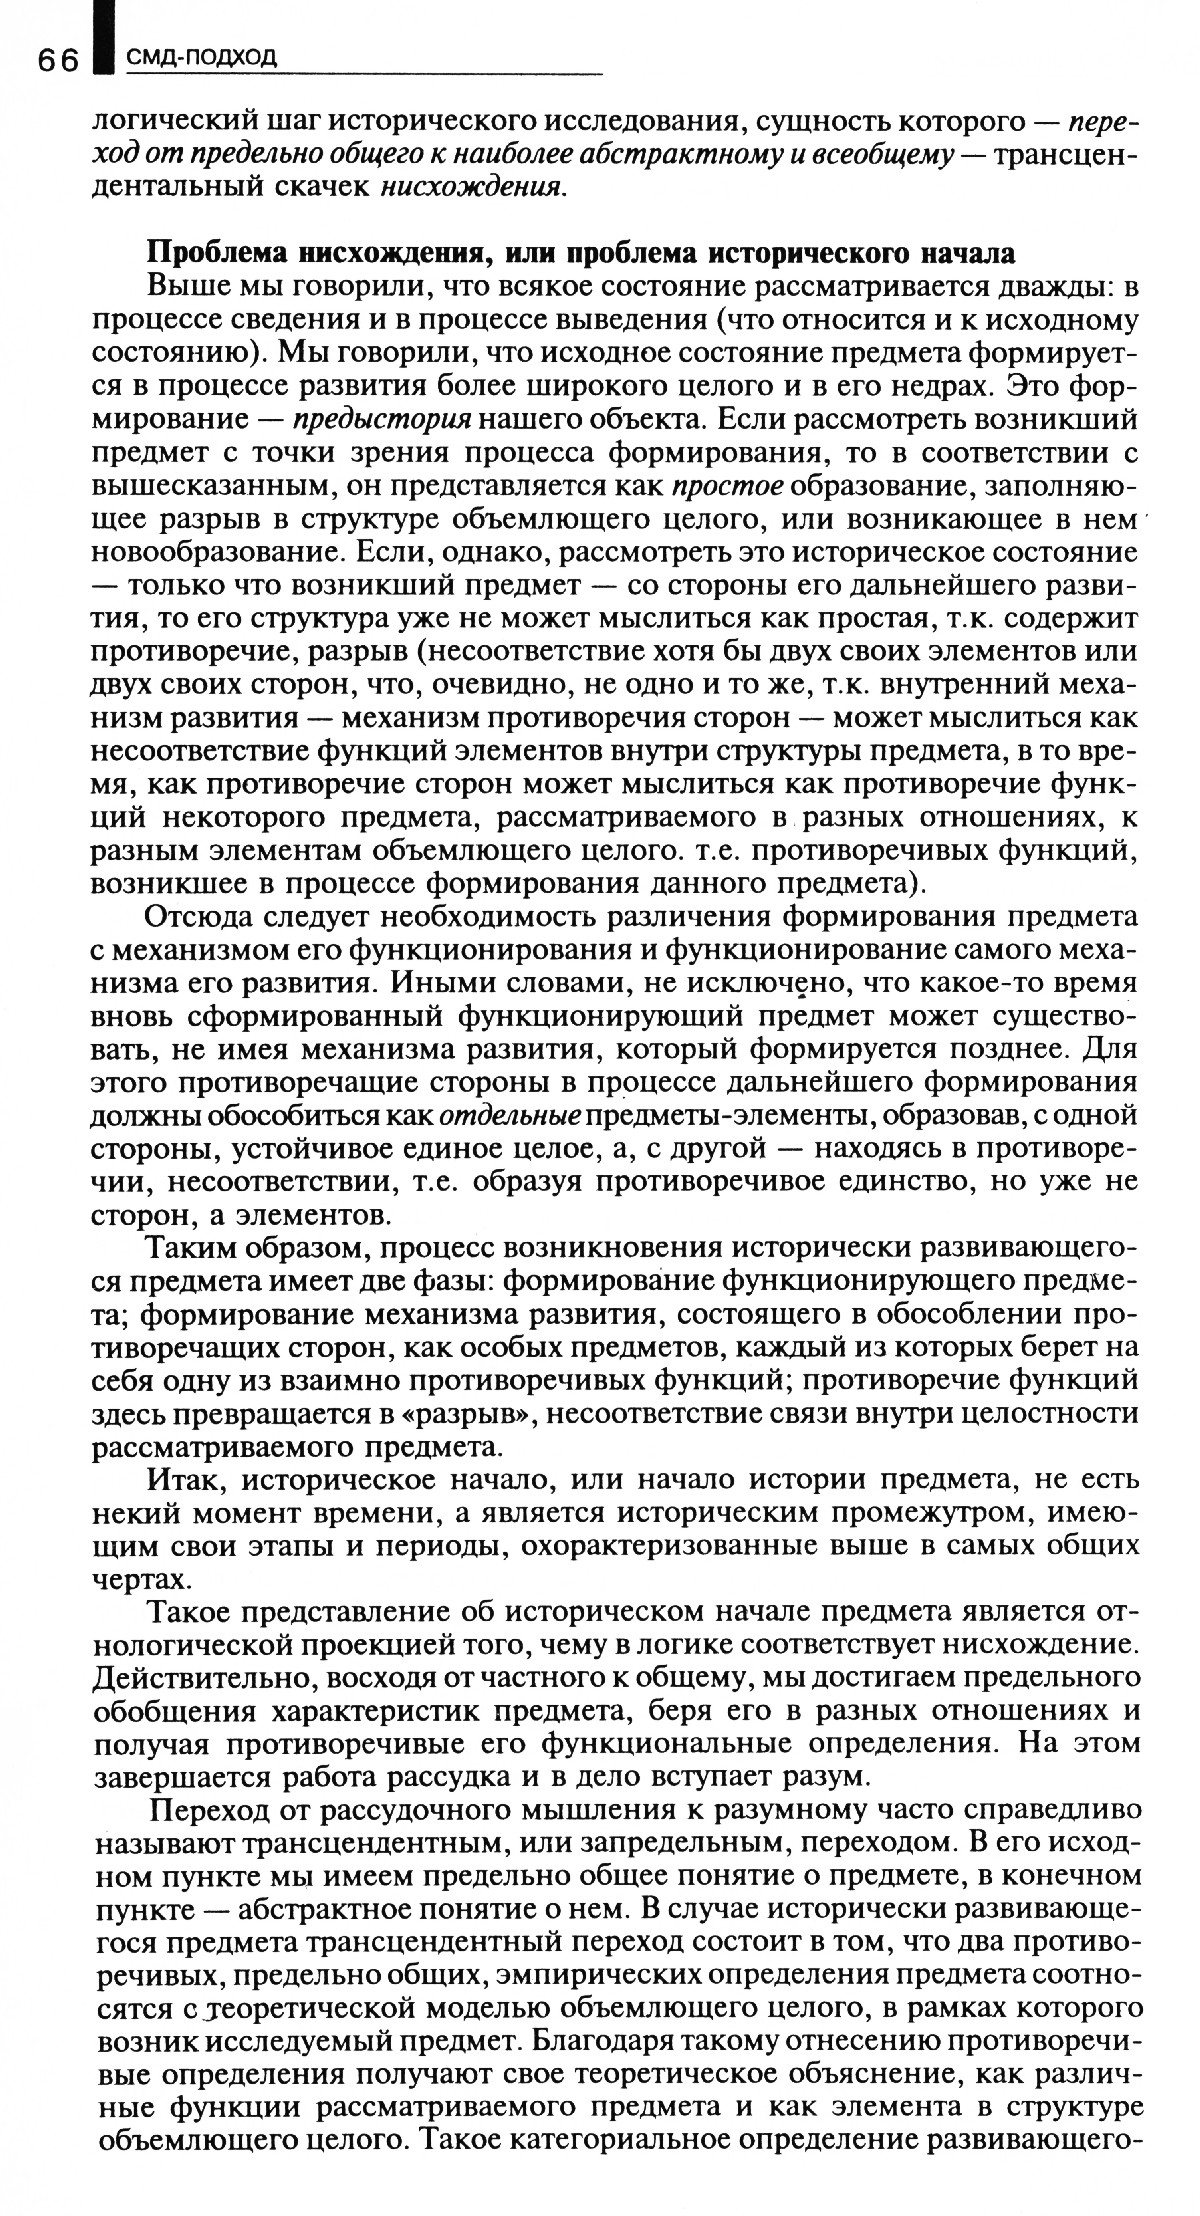 66 СМД-ПОДХОД
логический шаг исторического исследования, сущность которого — пере-
ход от предельно общего к наиболее абстрактному и всеобщему — трансцен-
дентальный скачек нисхождения.
Проблема нисхождения, или проблема исторического начала
Выше мы говорили, что всякое состояние рассматривается дважды: в
процессе сведения и в процессе выведения (что относится и к исходному
состоянию). Мы говорили, что исходное состояние предмета формирует-
ся в процессе развития более широкого целого и в его недрах. Это фор-
мирование — предыстория нашего объекта. Если рассмотреть возникший
предмет с точки зрения процесса формирования, то в соответствии с
вышесказанным, он представляется как простое образование, заполняю-
щее разрыв в структуре объемлющего целого, или возникающее в нем
новообразование. Если, однако, рассмотреть это историческое состояние
— только что возникший предмет — со стороны его дальнейшего разви-
тия, то его структура уже не может мыслиться как простая, т.к. содержит
противоречие, разрыв (несоответствие хотя бы двух своих элементов или
двух своих сторон, что, очевидно, не одно и то же, т.к. внутренний меха-
низм развития — механизм противоречия сторон — может мыслиться как
несоответствие функций элементов внутри структуры предмета, в то вре-
мя, как противоречие сторон может мыслиться как противоречие функ-
ций некоторого предмета, рассматриваемого в разных отношениях, к
разным элементам объемлющего целого. т.е. противоречивых функций,
возникшее в процессе формирования данного предмета).
Отсюда следует необходимость различения формирования предмета
с механизмом его функционирования и функционирование самого меха-
низма его развития. Иными словами, не исключено, что какое-то время
вновь сформированный функционирующий предмет может существо-
вать, не имея механизма развития, который формируется позднее. Для
этого противоречащие стороны в процессе дальнейшего формирования
должны обособиться как отдельные предметы-элементы, образовав, с одной
стороны, устойчивое единое целое, а, с другой — находясь в противоре-
чии, несоответствии, т.е. образуя противоречивое единство, но уже не
сторон, а элементов.
Таким образом, процесс возникновения исторически развивающего-
ся предмета имеет две фазы: формирование функционирующего предме-
та; формирование механизма развития, состоящего в обособлении про-
тиворечащих сторон, как особых предметов, каждый из которых берет на
себя одну из взаимно противоречивых функций; противоречие функций
здесь превращается в «разрыв», несоответствие связи внутри целостности
рассматриваемого предмета.
Итак, историческое начало, или начало истории предмета, не есть
некий момент времени, а является историческим промежутром, имею-
щим свои этапы и периоды, охорактеризованные выше в самых общих
чертах.
Такое представление об историческом начале предмета является от-
нологической проекцией того, чему в логике соответствует нисхождение.
Действительно, восходя от частного к общему, мы достигаем предельного
обобщения характеристик предмета, беря его в разных отношениях и
получая противоречивые его функциональные определения. На этом
завершается работа рассудка и в дело вступает разум.
Переход от рассудочного мышления к разумному часто справедливо
называют трансцендентным, или запредельным, переходом. В его исход-
ном пункте мы имеем предельно общее понятие о предмете, в конечном
пункте — абстрактное понятие о нем. В случае исторически развивающе-
гося предмета трансцендентный переход состоит в том, что два противо-
речивых, предельно общих, эмпирических определения предмета соотно-
сятся с теоретической моделью объемлющего целого, в рамках которого
возник исследуемый предмет. Благодаря такому отнесению противоречи-
вые определения получают свое теоретическое объяснение, как различ-
ные функции рассматриваемого предмета и как элемента в структуре
объемлющего целого. Такое категориальное определение развивающего-